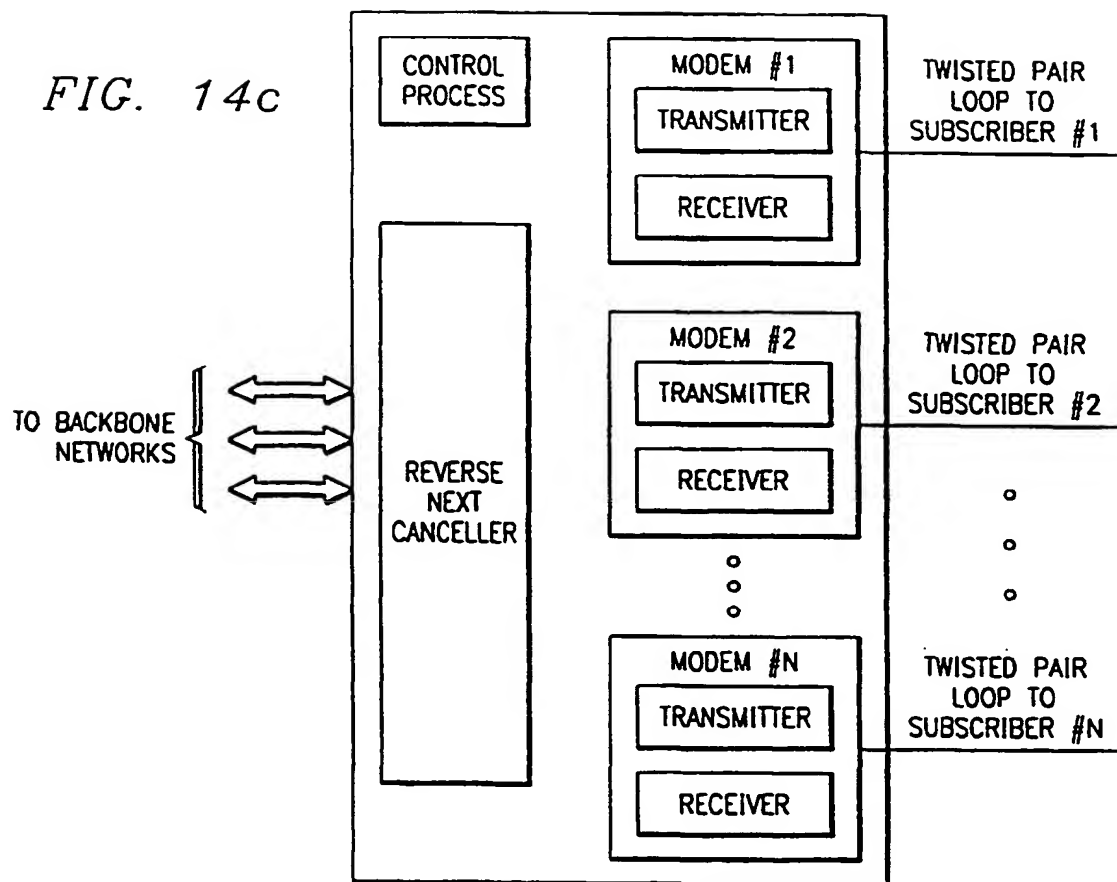 FIG. 14c
CONTROL
PROCESS
TO BACKBONE
NETWORKS
REVERSE
NEXT
CANCELLER
MODEM #1
TRANSMITTER
RECEIVER
TWISTED PAIR
LOOP TO
SUBSCRIBER #1
MODEM #2
TRANSMITTER
RECEIVER
TWISTED PAIR
LOOP TO
SUBSCRIBER #2
MODEM #N
TRANSMITTER
RECEIVER
TWISTED PAIR
LOOP TO
SUBSCRIBER #N